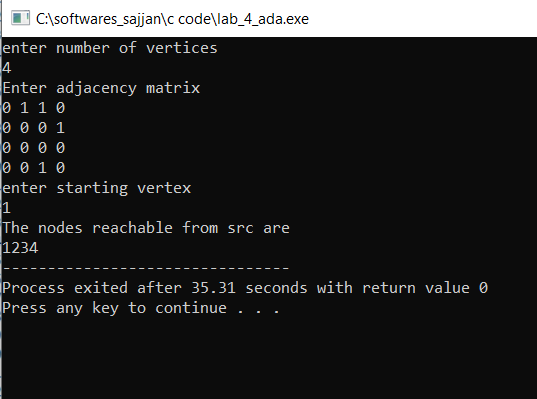 C:\softwares_sajjan\c code\lab_4_ada.exe
enter number of vertices
4
Enter adjacency matrix
0 1 1 0
0 0 0 1
0 0 0 0
0 0 1 0
enter starting vertex
1
The nodes reachable from src are
1234
--------------------------------
Process exited after 35.31 seconds with return value 0
Press any key to continue . . .